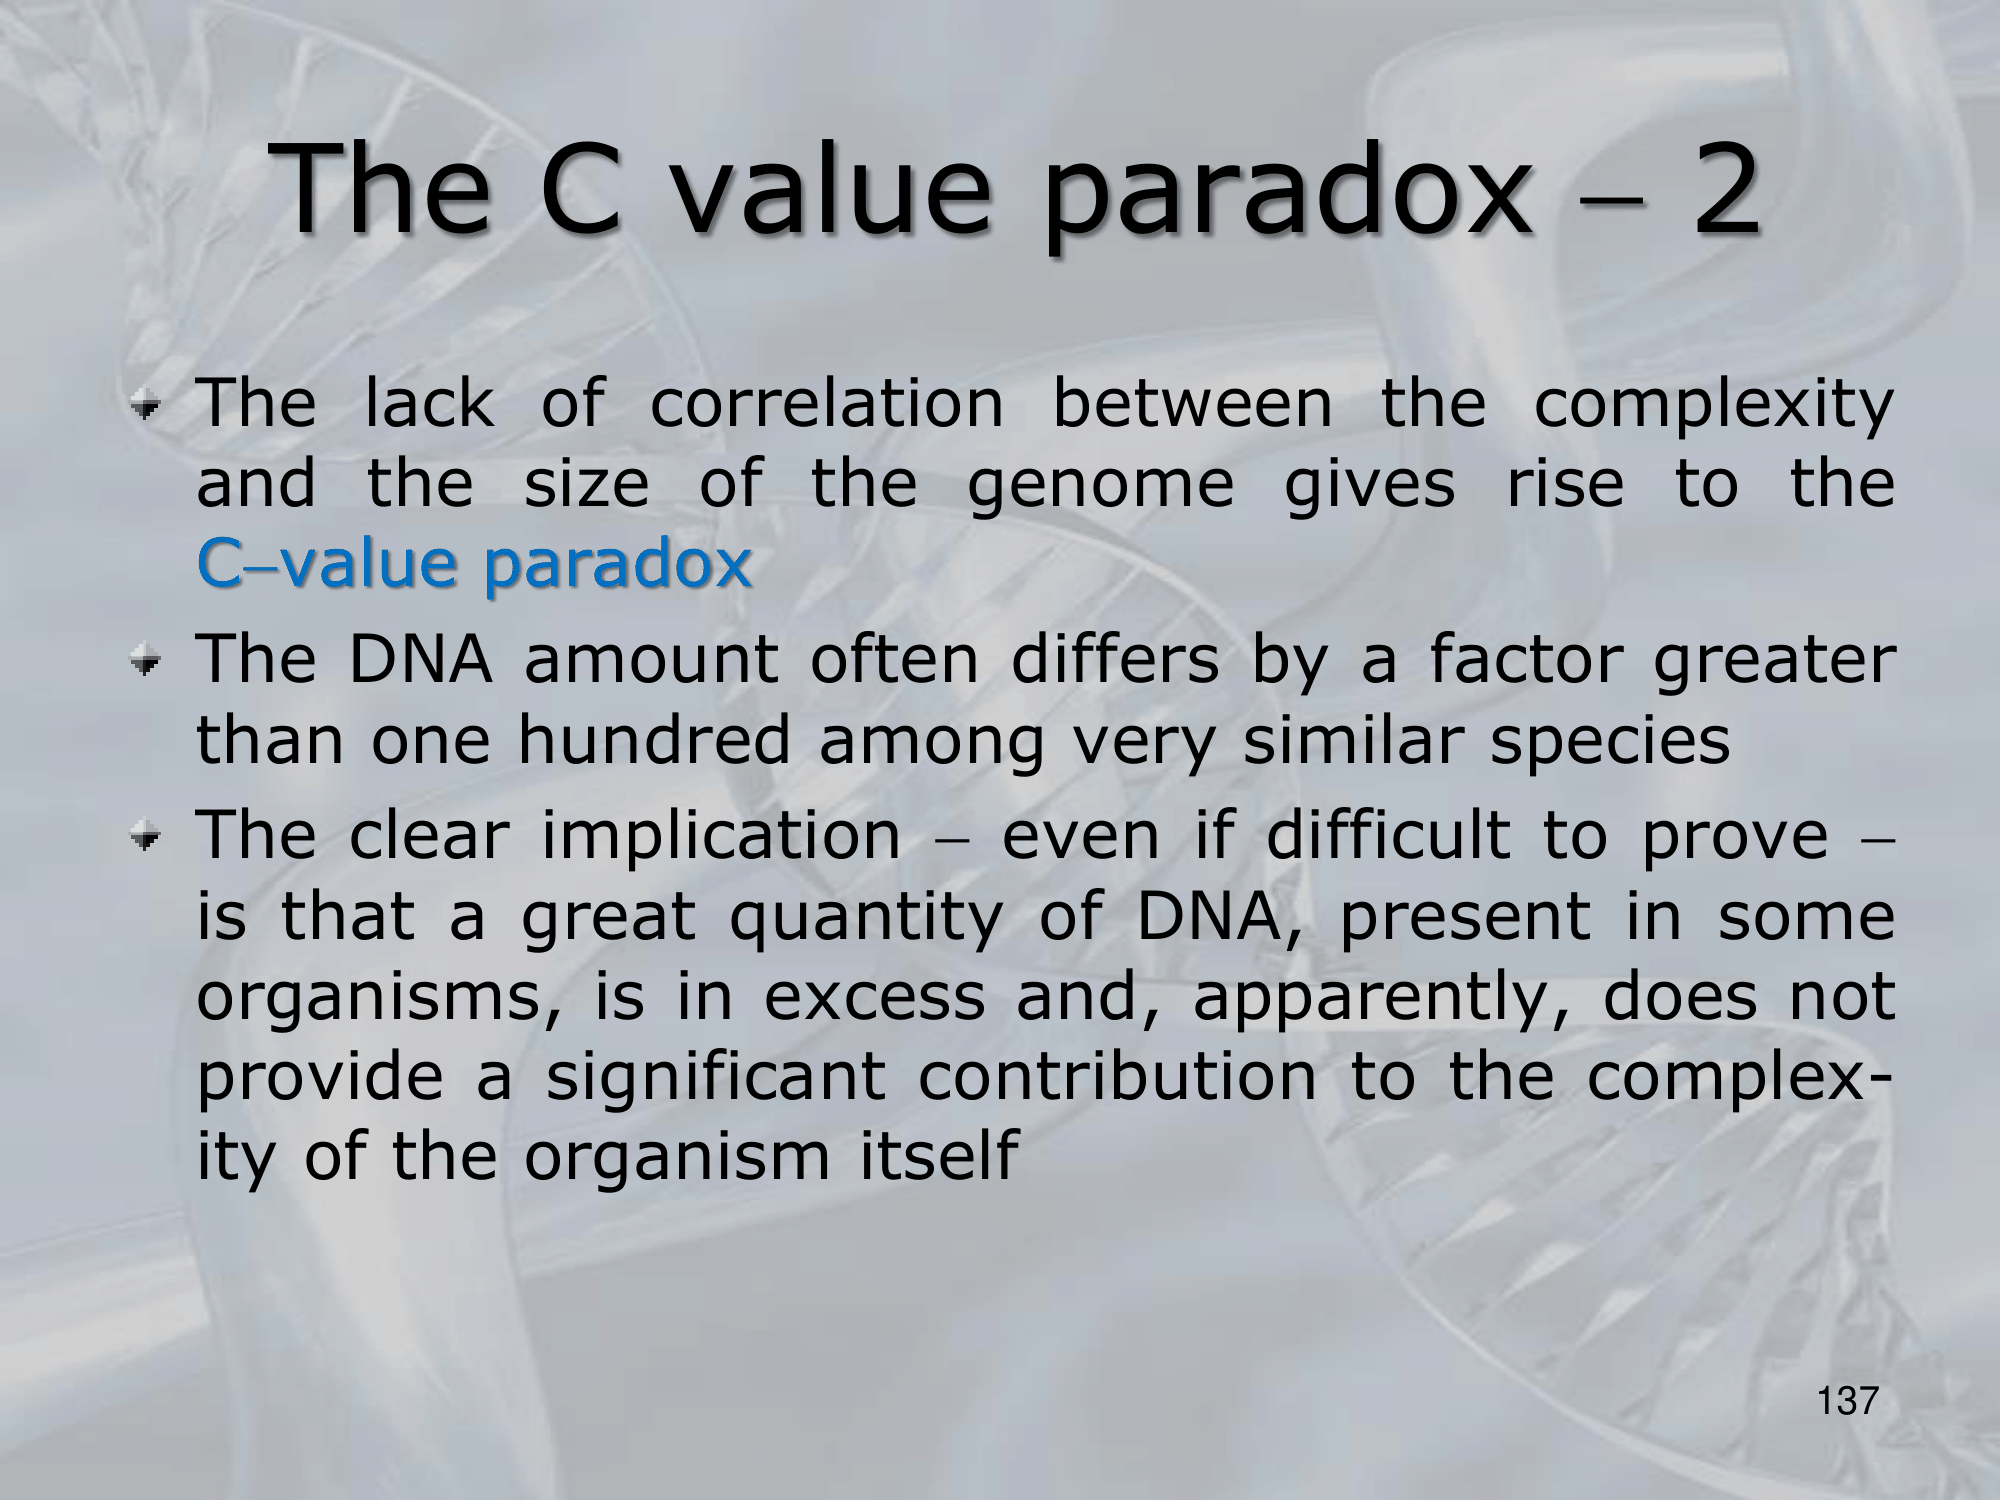 The C value paradox – 2
The lack of correlation between the complexity
and the size of the genome gives rise to the
C–value paradox
The DNA amount often differs by a factor greater
than one hundred among very similar species
The clear implication – even if difficult to prove –
is that a great quantity of DNA, present in some
organisms, is in excess and, apparently, does not
provide a significant contribution to the complex-
ity of the organism itself
137